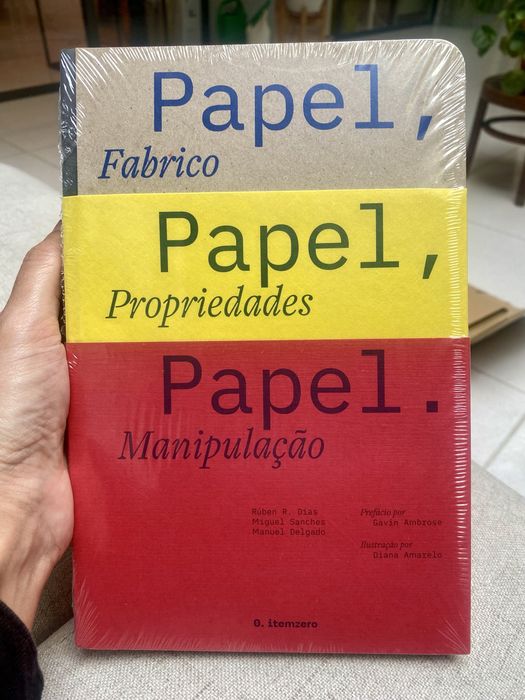 Papel,
Fabrico
Papel,
Propriedades
Papel.
Manipulação
Rúben R. Dias
Miguel Sanches
Manuel Delgado
Prefácio por
Gavin Ambrose
Ilustração por
Diana Amarelo
0. itemzero